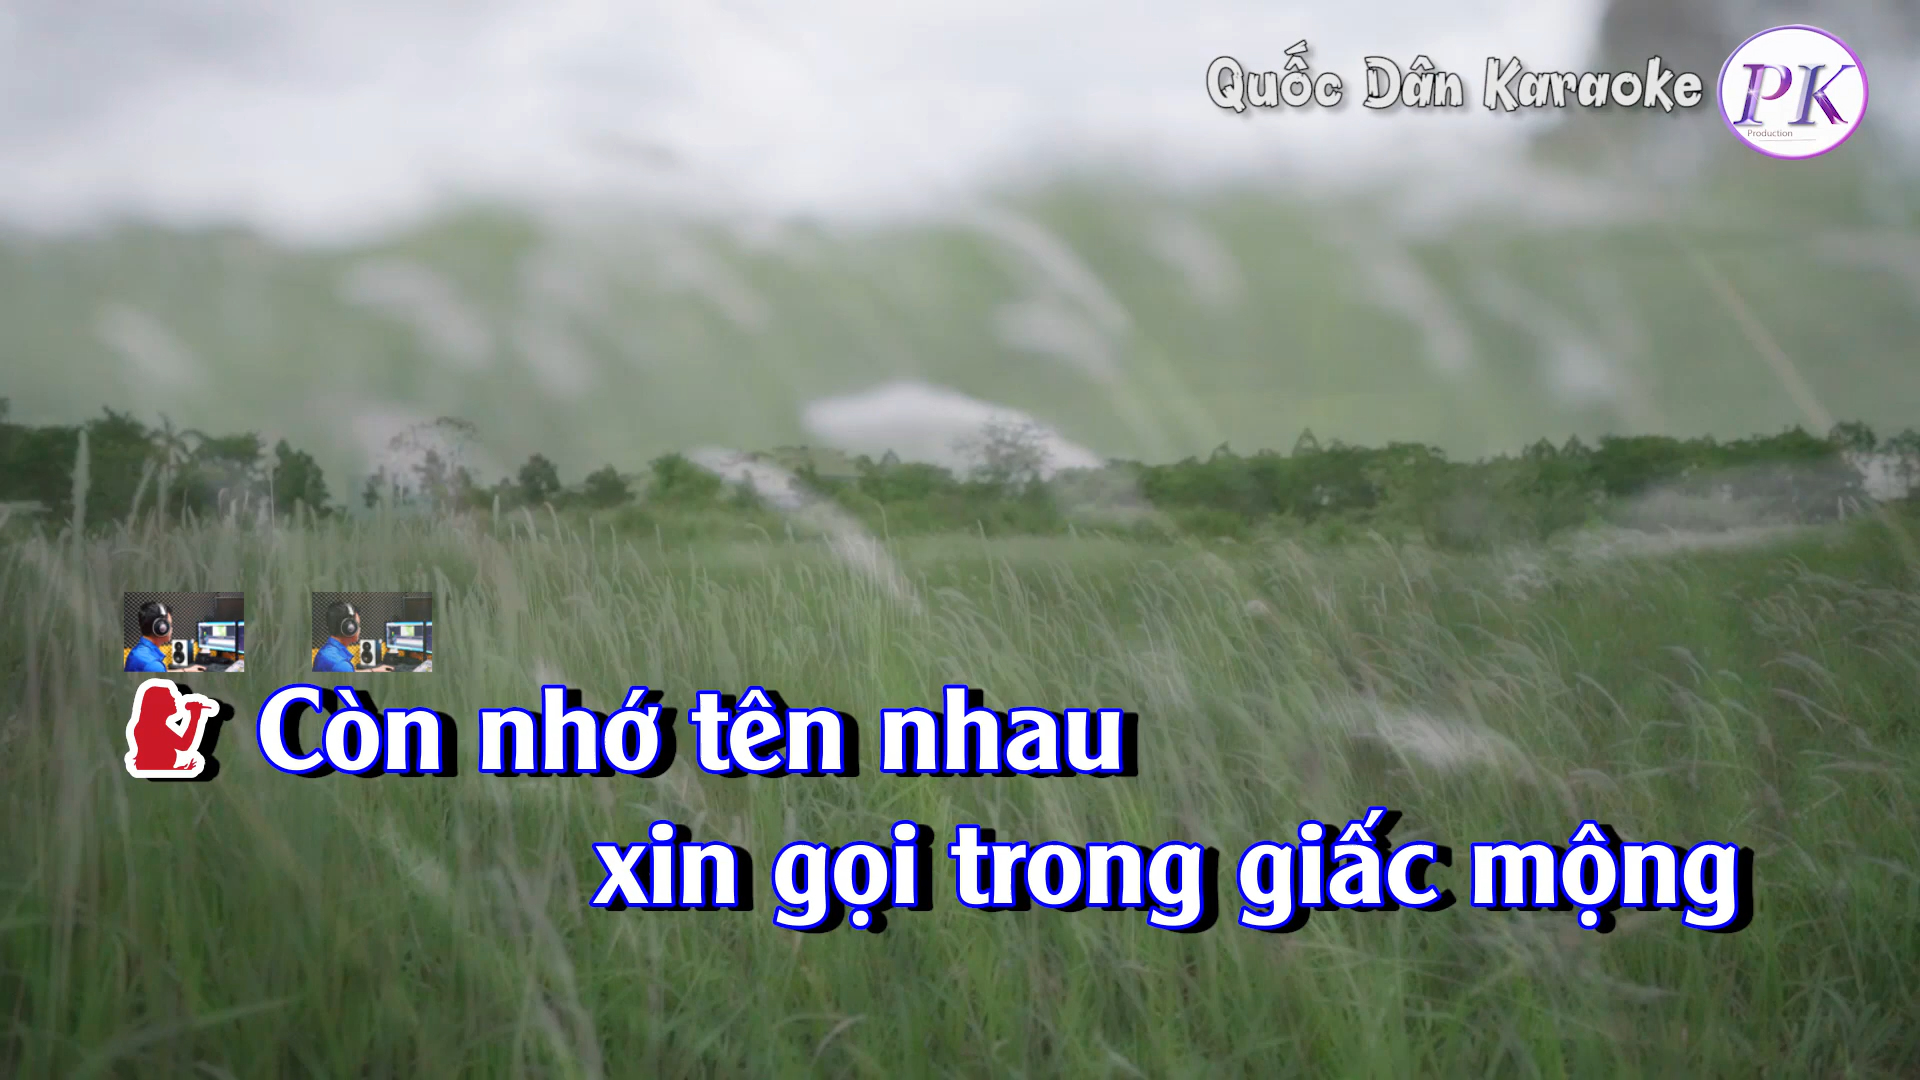 Quốc Dân Karaoke
PK
Production
Còn nhớ tên nhau
xin gọi trong giấc mộng